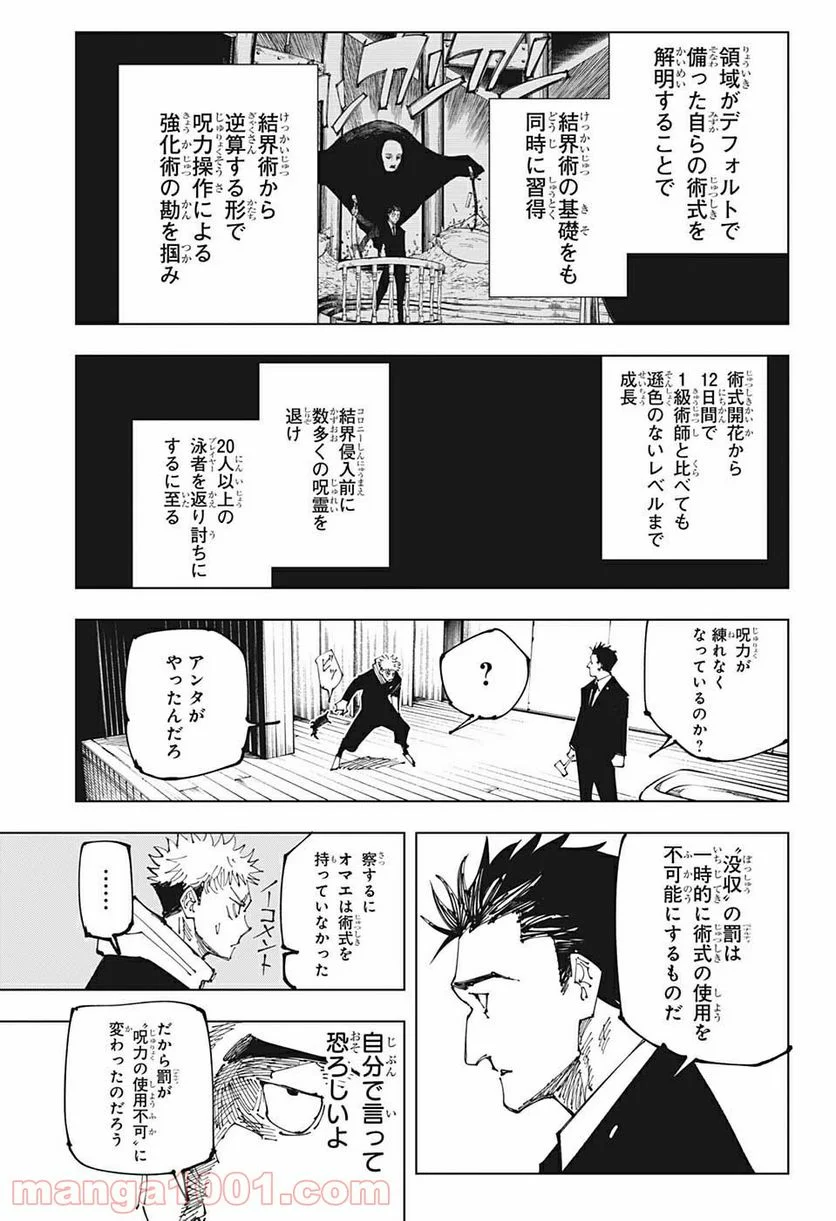 領域がデフォルトで
備った自らの術式を
解明することで
結界術の基礎をも
同時に習得
結界術から
逆算する形で
呪力操作による
強化術の勘を掴み
術式開花から
12日間で
1級術師と比べても
遜色のないレベルまで
成長
結界侵入前に
数多くの呪霊を
退け
20人以上の
泳者を返り討ちに
するに至る
呪力が
練れなく
なっているのか?
?
アンタが
やったんだろ
"没収"の罰は
一時的に術式の使用を
不可能にするものだ
察するに
オマエは術式を
持っていなかった
ノーコメント
……
自分で言って
恐ろしいよ
だから罰が
"呪力の使用不可"に
変わったのだろう
manga1001.com